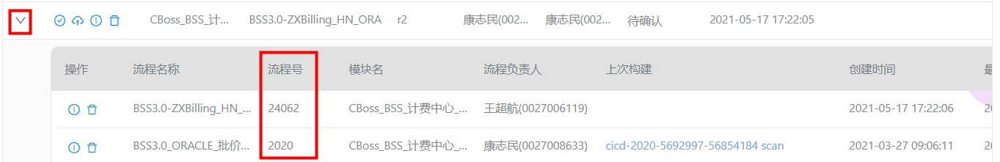 CBoss_BSS_计... BSS3.0-ZXBilling_HN_ORA r2 康志民(002... 康志民(002... 待确认 2021-05-17 17:22:05
操作 流程名称 流程号 模块名 流程负责人 上次构建 创建时间
BSS3.0-ZXBilling_HN_... 24062 CBoss_BSS_计费中心_... 王超航(0027006119) 2021-05-17 17:22:06
BSS3.0_ORACLE_批价... 2020 CBoss_BSS_计费中心_... 康志民(0027008633) cicd-2020-5692997-56854184 scan 2021-03-27 09:06:11